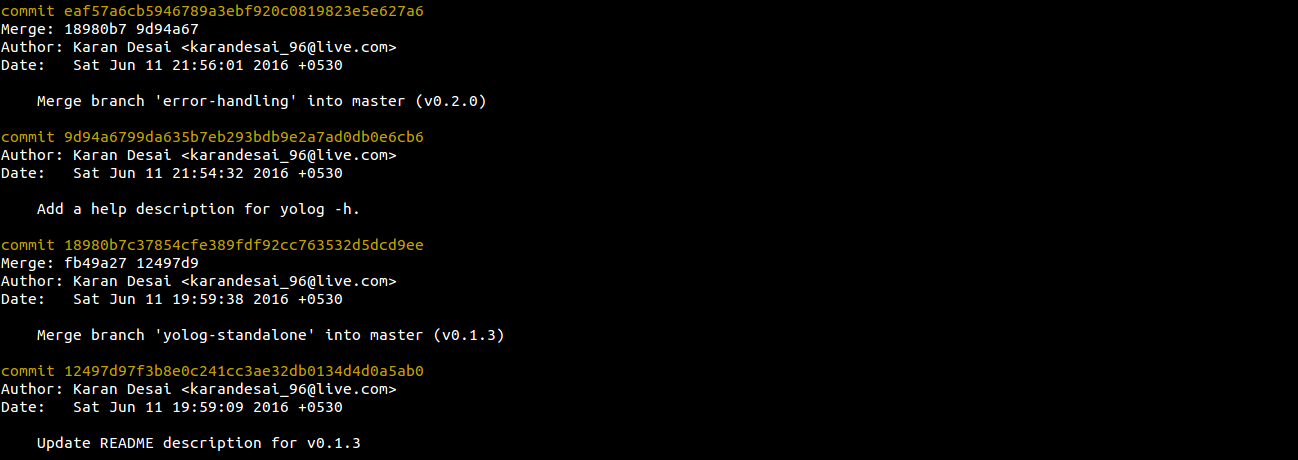 commit eaf57a6cb5946789a3ebf920c0819823e5e627a6
Merge: 18980b7 9d94a67
Author: Karan Desai <karandesai_96@live.com>
Date:   Sat Jun 11 21:56:01 2016 +0530
Merge branch 'error-handling' into master (v0.2.0)
commit 9d94a6799da635b7eb293bdb9e2a7ad0db0e6cb6
Author: Karan Desai <karandesai_96@live.com>
Date:   Sat Jun 11 21:54:32 2016 +0530
Add a help description for yolog -h.
commit 18980b7c37854cfe389fdf92cc763532d5dcd9ee
Merge: fb49a27 12497d9
Author: Karan Desai <karandesai_96@live.com>
Date:   Sat Jun 11 19:59:38 2016 +0530
Merge branch 'yolog-standalone' into master (v0.1.3)
commit 12497d97f3b8e0c241cc3ae32db0134d4d0a5ab0
Author: Karan Desai <karandesai_96@live.com>
Date:   Sat Jun 11 19:59:09 2016 +0530
Update README description for v0.1.3